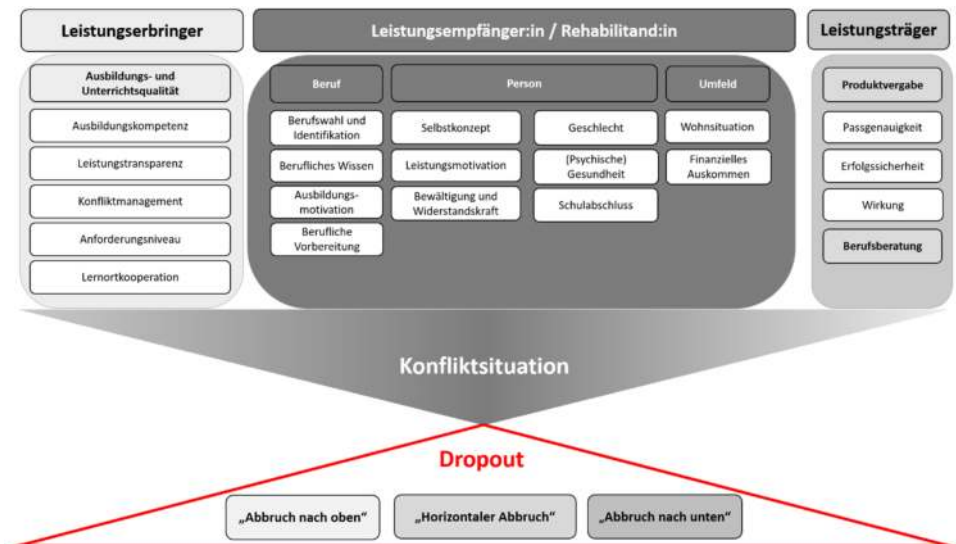 Leistungserbringer
Ausbildungs- und
Unterrichtsqualität
Ausbildungskompetenz
Leistungstransparenz
Konfliktmanagement
Anforderungsniveau
Lernortkooperation
Leistungsempfänger:in / Rehabilitand:in
Beruf
Berufswahl und
Identifikation
Berufliches Wissen
Ausbildungs-
motivation
Berufliche
Vorbereitung
Person
Selbstkonzept
Leistungsmotivation
Bewältigung und
Widerstandskraft
Geschlecht
(Psychische)
Gesundheit
Schulabschluss
Umfeld
Wohnsituation
Finanzielles
Auskommen
Leistungsträger
Produktvergabe
Passgenauigkeit
Erfolgssicherheit
Wirkung
Berufsberatung
Konfliktsituation
Dropout
„Abbruch nach oben“
„Horizontaler Abbruch“
„Abbruch nach unten“